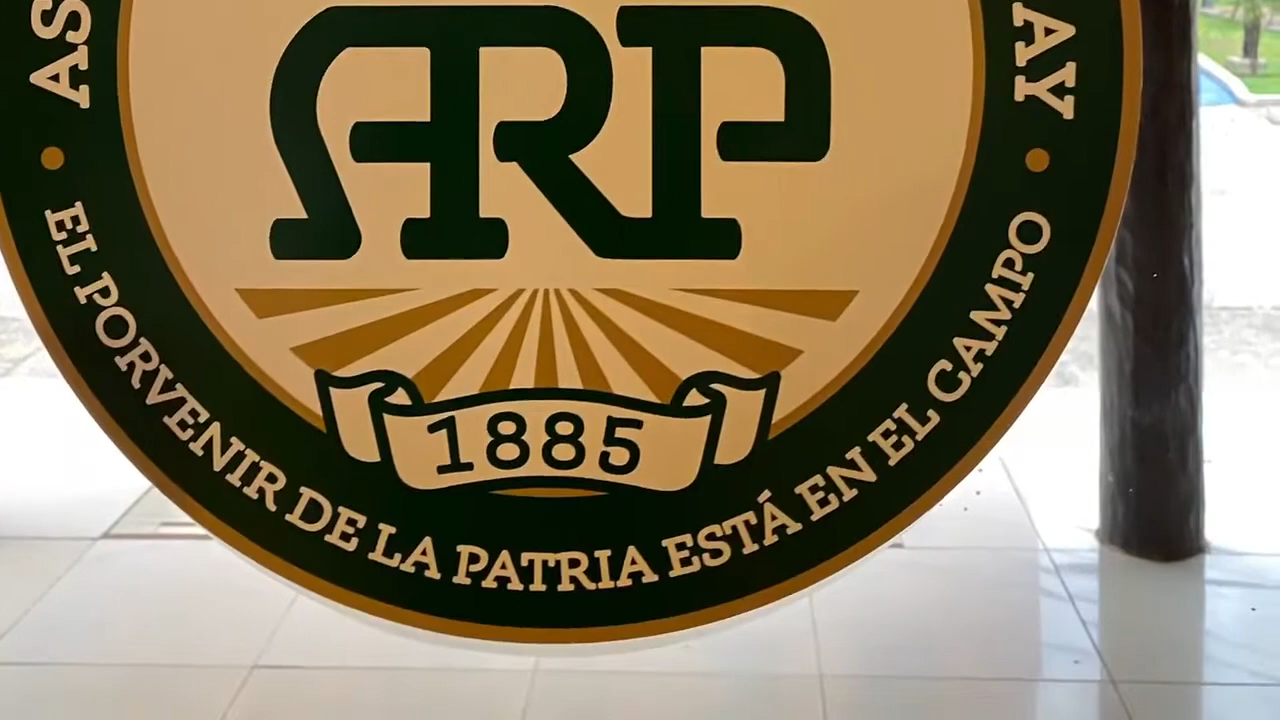 ARP
1885
EL PORVENIR DE LA PATRIA ESTÁ EN EL CAMPO